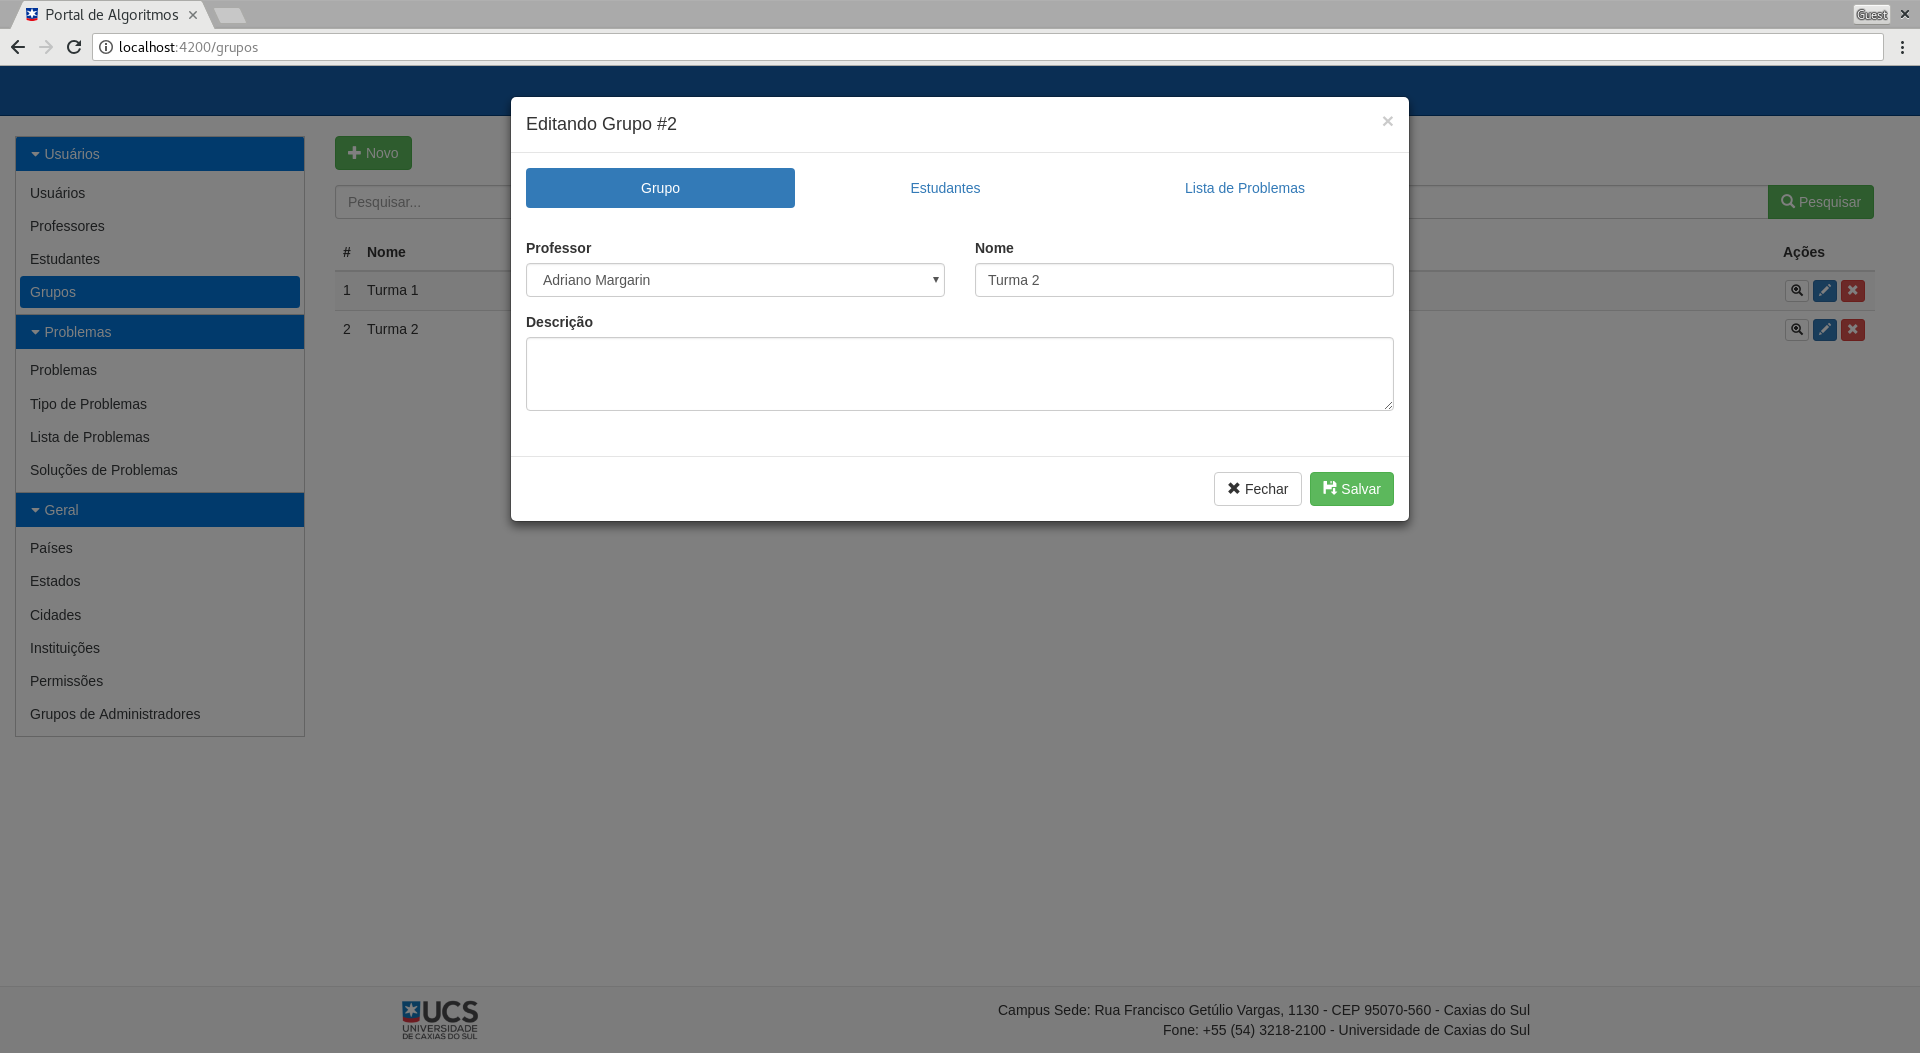 Portal de Algoritmos
Guest
localhost:4200/grupos
Editando Grupo #2
×
Grupo
Estudantes
Lista de Problemas
Professor
Nome
Adriano Margarin
Turma 2
Descrição
Fechar
Salvar
Usuários
Usuários
Professores
Estudantes
Grupos
Problemas
Problemas
Tipo de Problemas
Lista de Problemas
Soluções de Problemas
Geral
Países
Estados
Cidades
Instituições
Permissões
Grupos de Administradores
Novo
Pesquisar...
Pesquisar
# Nome Ações
1 Turma 1
2 Turma 2
UCS
UNIVERSIDADE
DE CAXIAS DO SUL
Campus Sede: Rua Francisco Getúlio Vargas, 1130 - CEP 95070-560 - Caxias do Sul
Fone: +55 (54) 3218-2100 - Universidade de Caxias do Sul